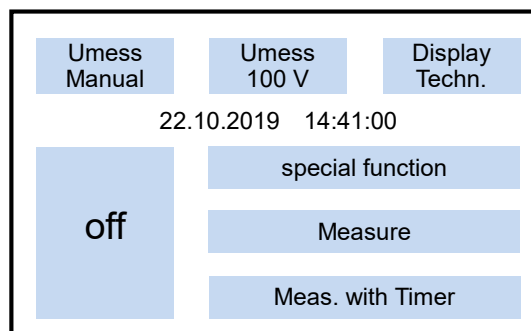 Umess
Manual
Umess
100 V
Display
Techn.
22.10.2019 14:41:00
off
special function
Measure
Meas. with Timer